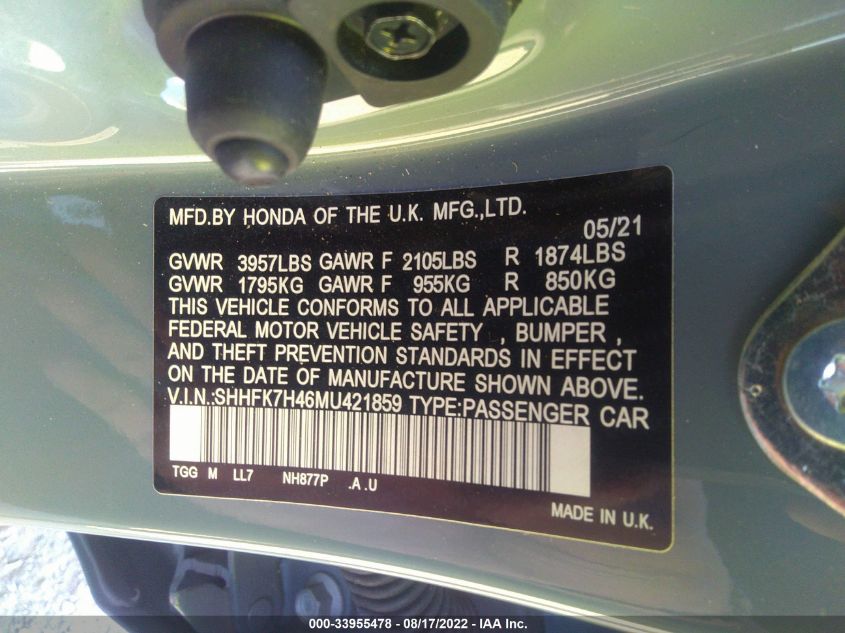 MFD.BY HONDA OF THE U.K. MFG.,LTD.
05/21
GVWR 3957LBS GAWR F 2105LBS R 1874LBS
GVWR 1795KG GAWR F 955KG R 850KG
THIS VEHICLE CONFORMS TO ALL APPLICABLE
FEDERAL MOTOR VEHICLE SAFETY , BUMPER ,
AND THEFT PREVENTION STANDARDS IN EFFECT
ON THE DATE OF MANUFACTURE SHOWN ABOVE.
V.I.N.:SHHFK7H46MU421859 TYPE:PASSENGER CAR
TGG M LL7 NH877P .A .U
MADE IN U.K.
000-33955478 - 08/17/2022 - IAA Inc.